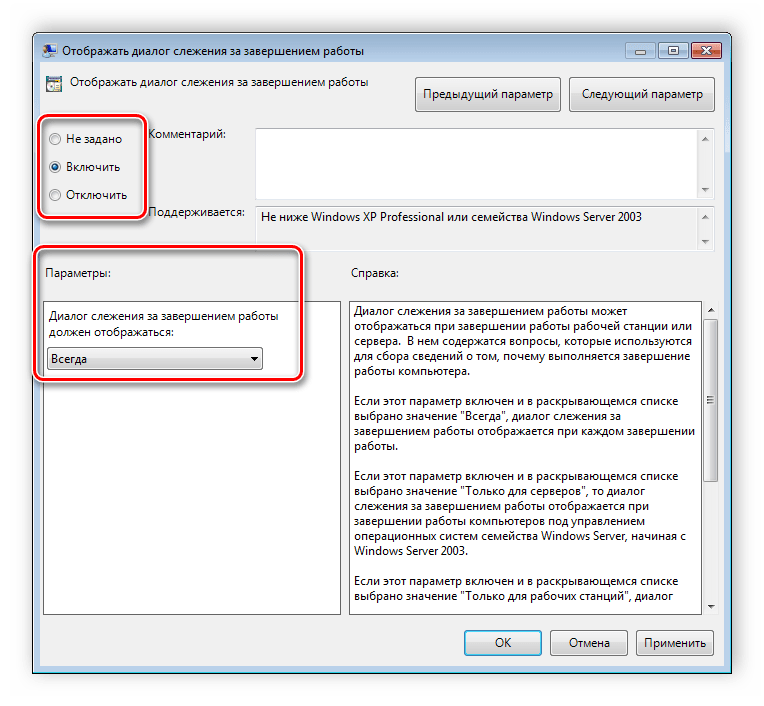 Отображать диалог слежения за завершением работы
Отображать диалог слежения за завершением работы
Предыдущий параметр
Следующий параметр
Не задано
Включить
Отключить
Комментарий:
Поддерживается:
Не ниже Windows XP Professional или семейства Windows Server 2003
Параметры:
Справка:
Диалог слежения за завершением работы
должен отображаться:
Всегда
Диалог слежения за завершением работы может
отображаться при завершении работы рабочей станции или
сервера. В нем содержатся вопросы, которые используются
для сбора сведений о том, почему выполняется завершение
работы компьютера.
Если этот параметр включен и в раскрывающемся списке
выбрано значение "Всегда", диалог слежения за
завершением работы отображается при каждом завершении
работы.
Если этот параметр включен и в раскрывающемся списке
выбрано значение "Только для серверов", то диалог
слежения за завершением работы отображается при
завершении работы компьютеров под управлением
операционных систем семейства Windows Server, начиная с
Windows Server 2003.
Если этот параметр включен и в раскрывающемся списке
выбрано значение "Только для рабочих станций", диалог
ОК
Отмена
Применить